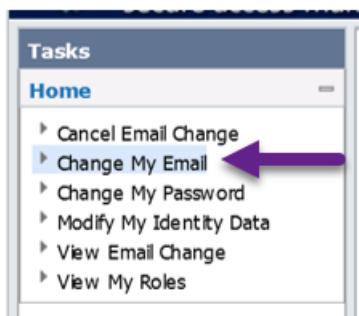 Tasks
Home
Cancel Email Change
Change My Email
Change My Password
Modify My Identity Data
View Email Change
View My Roles